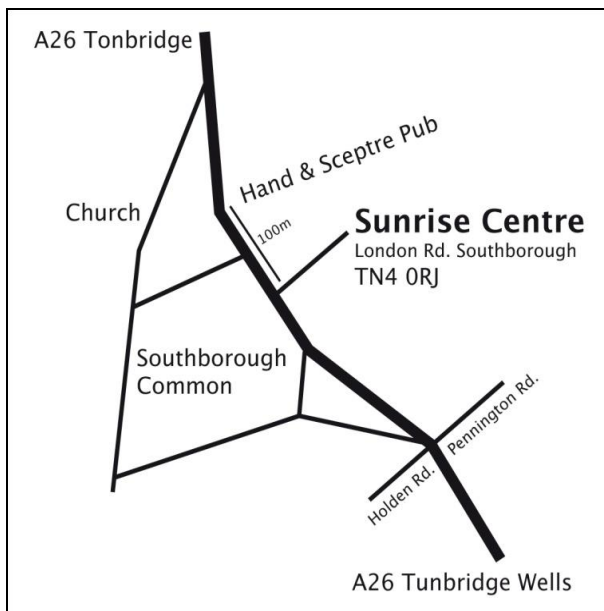 A26 Tonbridge
Hand & Sceptre Pub
100m
Church
Sunrise Centre
London Rd. Southborough
TN4 0RJ
Southborough
Common
Pennington Rd.
Holden Rd.
A26 Tunbridge Wells